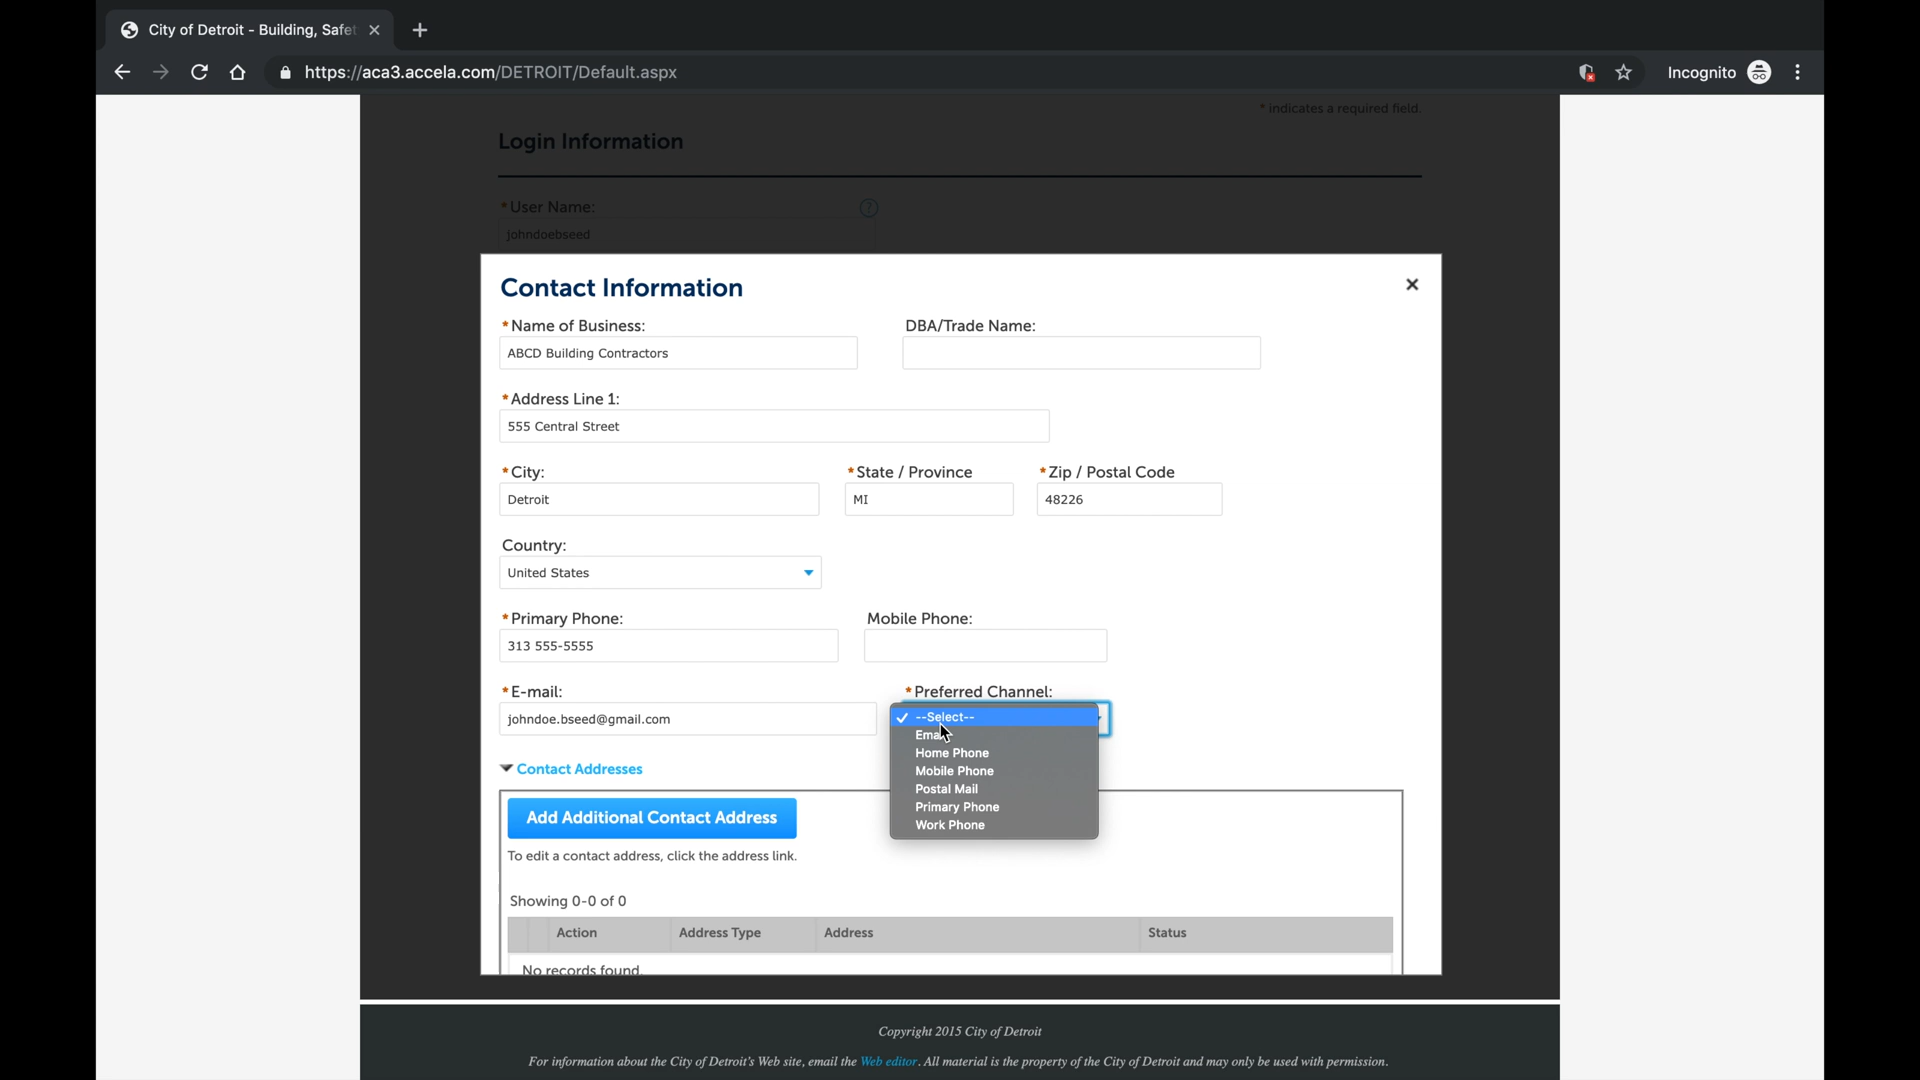 City of Detroit - Building, Safet
https://aca3.accela.com/DETROIT/Default.aspx
Incognito
* indicates a required field.
Login Information
* User Name:
johndoebseed
Contact Information
* Name of Business:
DBA/Trade Name:
ABCD Building Contractors
* Address Line 1:
555 Central Street
* City:
* State / Province
* Zip / Postal Code
Detroit
MI
48226
Country:
United States
* Primary Phone:
Mobile Phone:
313 555-5555
* E-mail:
* Preferred Channel:
johndoe.bseed@gmail.com
--Select--
Home Phone
Mobile Phone
Postal Mail
Primary Phone
Work Phone
Contact Addresses
Add Additional Contact Address
To edit a contact address, click the address link.
Showing 0-0 of 0
Action
Address Type
Address
Status
No records found.
Copyright 2015 City of Detroit
For information about the City of Detroit's Web site, email the Web editor. All material is the property of the City of Detroit and may only be used with permission.